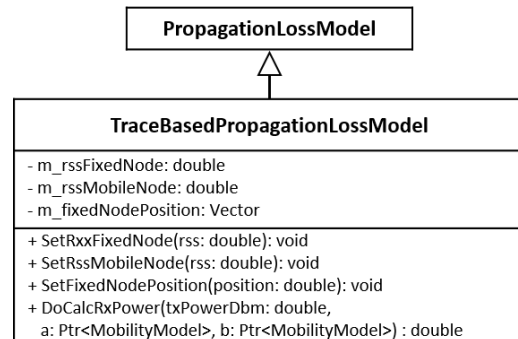 PropagationLossModel
TraceBasedPropagationLossModel
- m_rssFixedNode: double
- m_rssMobileNode: double
- m_fixedNodePosition: Vector
+ SetRxxFixedNode(rss: double): void
+ SetRssMobileNode(rss: double): void
+ SetFixedNodePosition(position: double): void
+ DoCalcRxPower(txPowerDbm: double,
a: Ptr<MobilityModel>, b: Ptr<MobilityModel>) : double